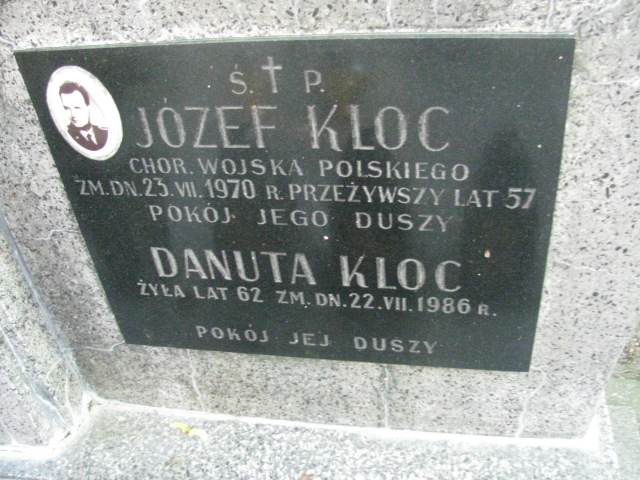 Ś. † P.
JÓZEF KLOC
CHOR. WOJSKA POLSKIEGO
ZM. DN. 23. VII. 1970 R. PRZEŻYWSZY LAT 57
POKÓJ JEGO DUSZY
DANUTA KLOC
ŻYŁA LAT 62 ZM. DN. 22. VII. 1986 R.
POKÓJ JEJ DUSZY